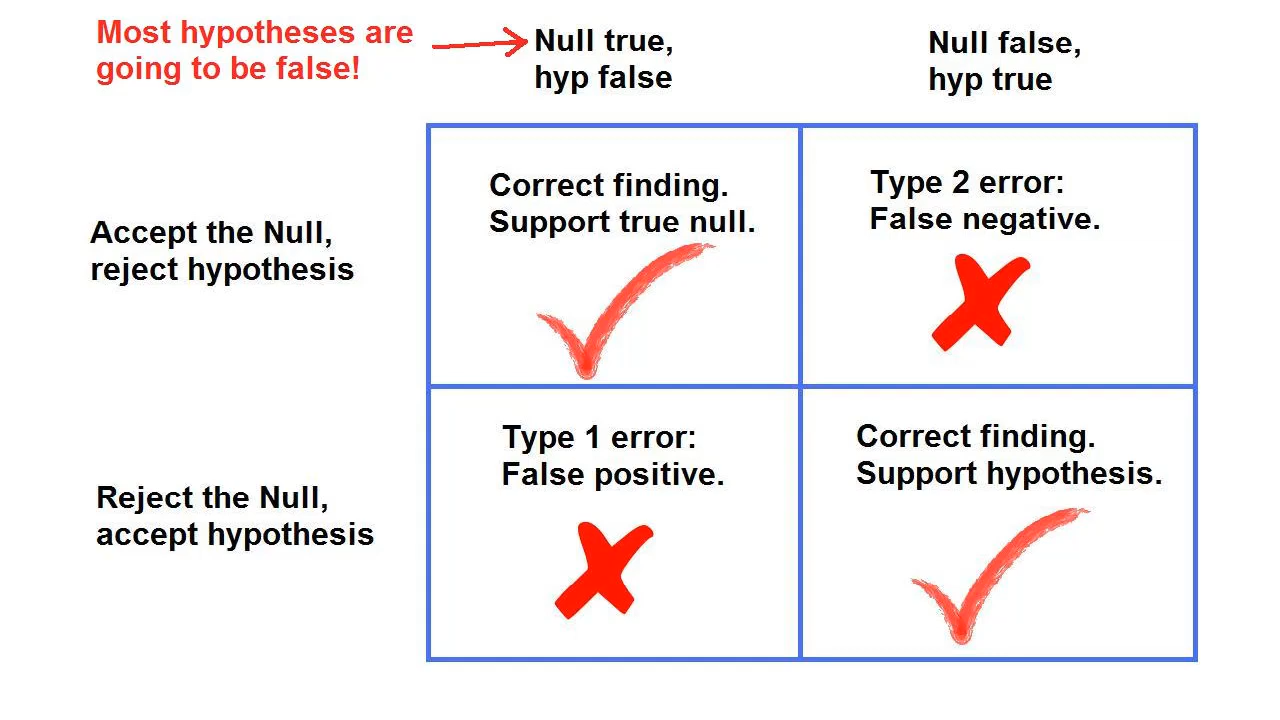 Most hypotheses are
going to be false!
Null true,
hyp false
Null false,
hyp true
Accept the Null,
reject hypothesis
Correct finding.
Support true null.
Type 2 error:
False negative.
Reject the Null,
accept hypothesis
Type 1 error:
False positive.
Correct finding.
Support hypothesis.